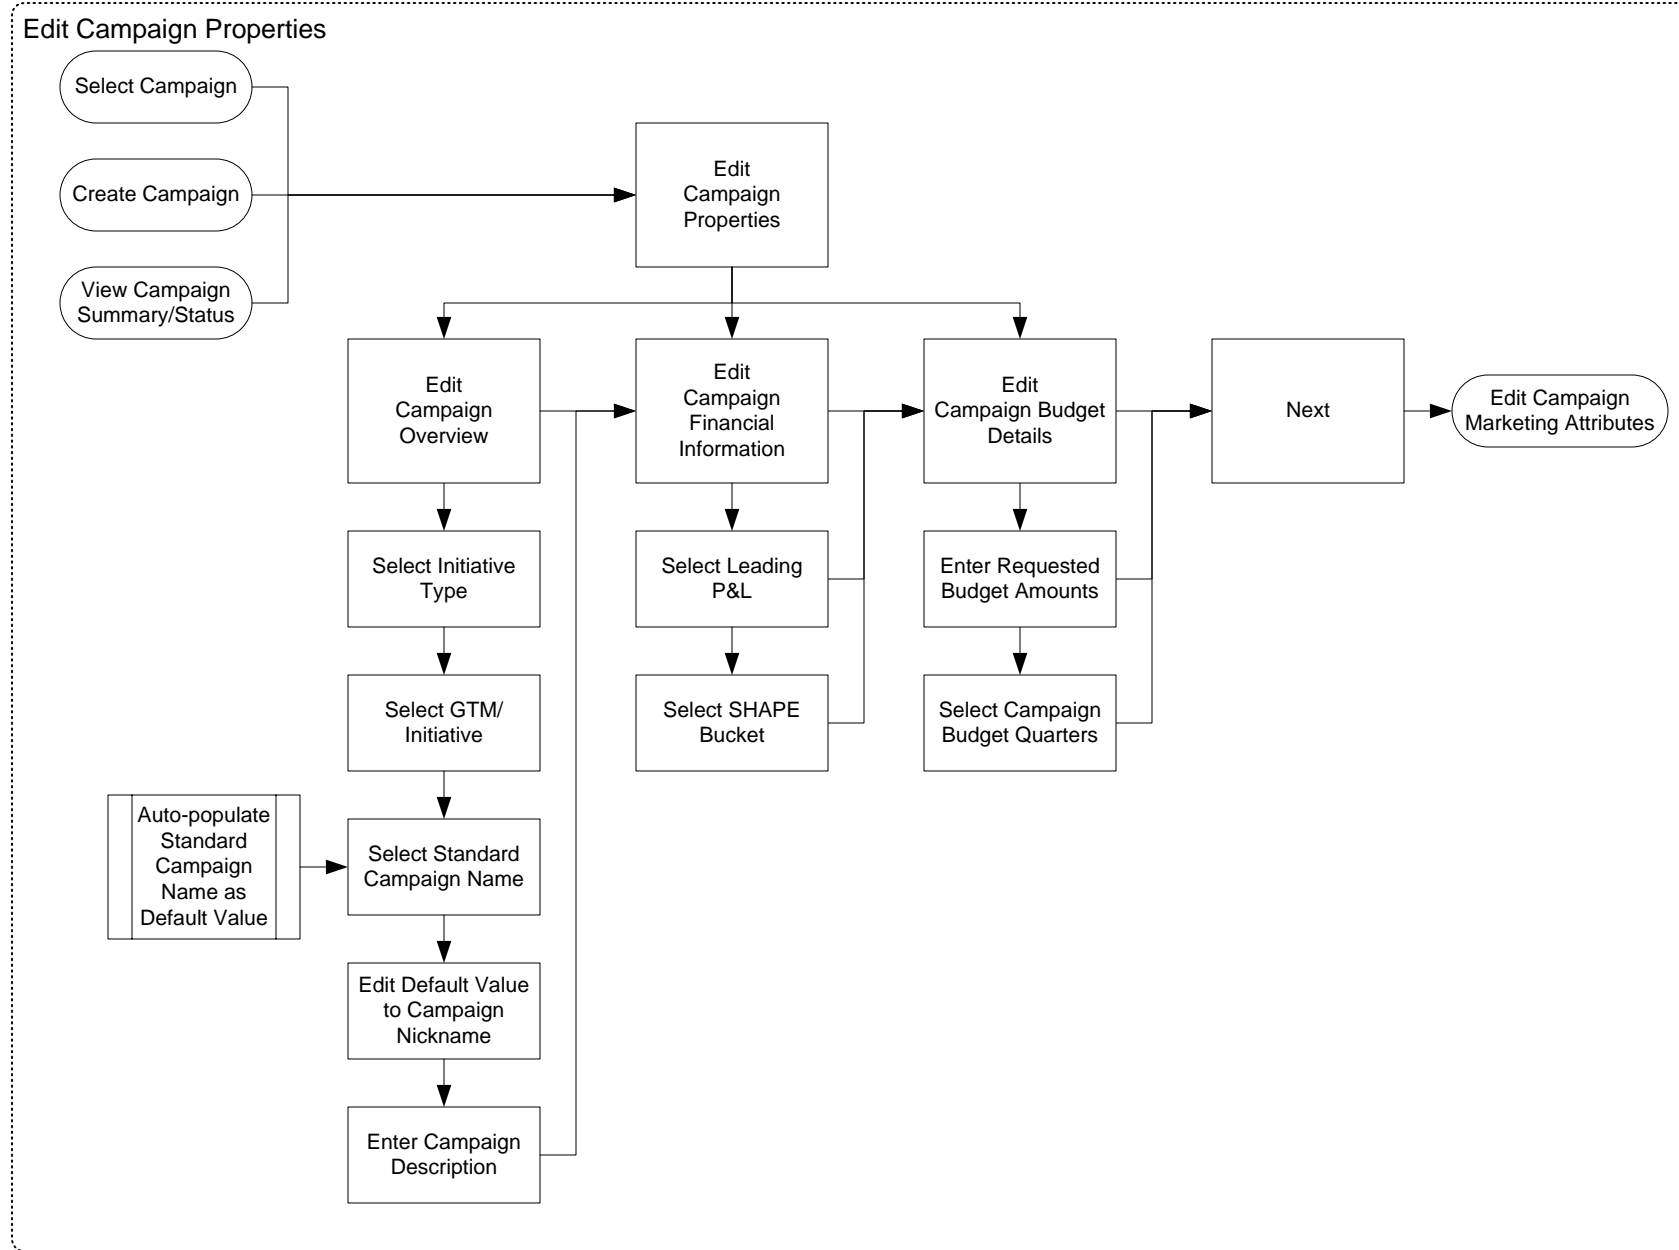 Edit Campaign Properties
Select Campaign
Create Campaign
View Campaign
Summary/Status
Edit
Campaign
Properties
Edit
Campaign
Overview
Edit
Campaign
Financial
Information
Edit
Campaign Budget
Details
Next
Edit Campaign
Marketing Attributes
Select Initiative
Type
Select Leading
P&L
Enter Requested
Budget Amounts
Select GTM/
Initiative
Select SHAPE
Bucket
Select Campaign
Budget Quarters
Auto-populate
Standard
Campaign
Name as
Default Value
Select Standard
Campaign Name
Edit Default Value
to Campaign
Nickname
Enter Campaign
Description